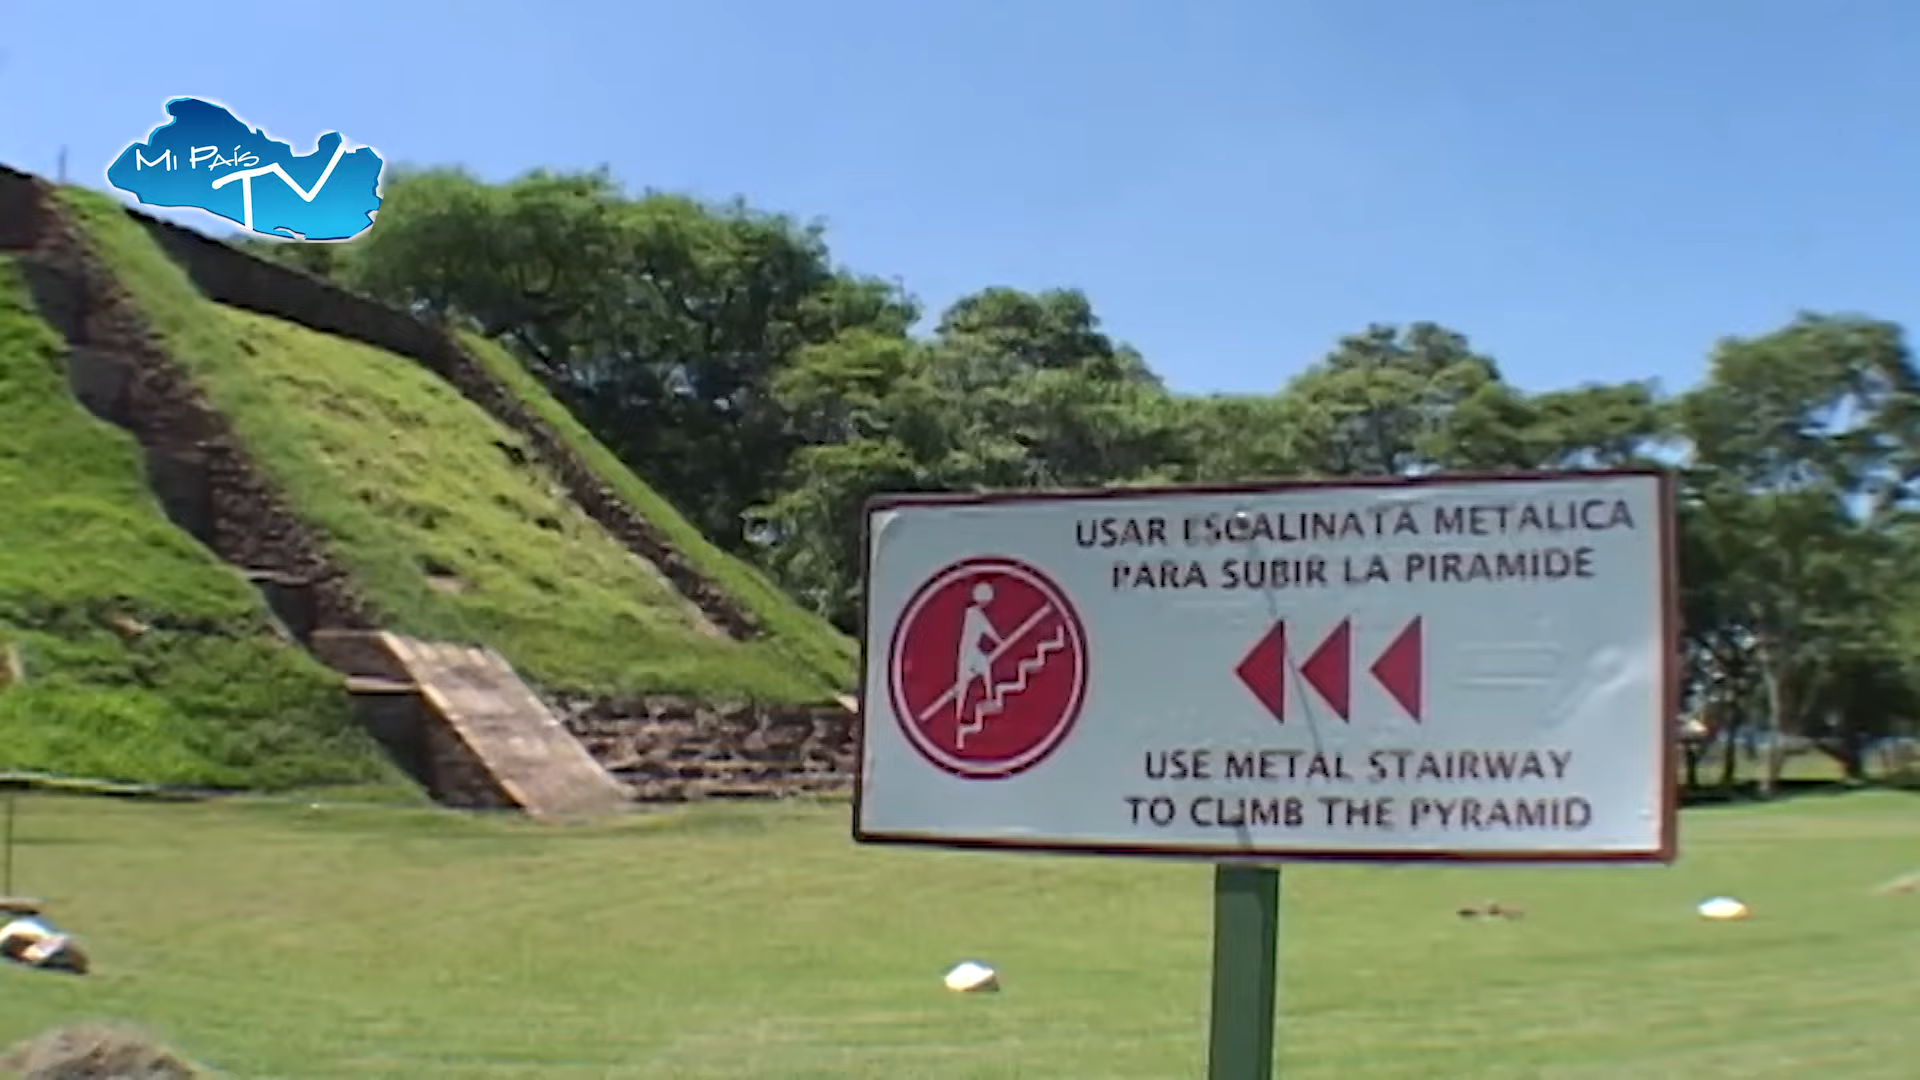 MI PAÍS
TV
USAR ESCALINATA METALICA
PARA SUBIR LA PIRAMIDE
USE METAL STAIRWAY
TO CLIMB THE PYRAMID